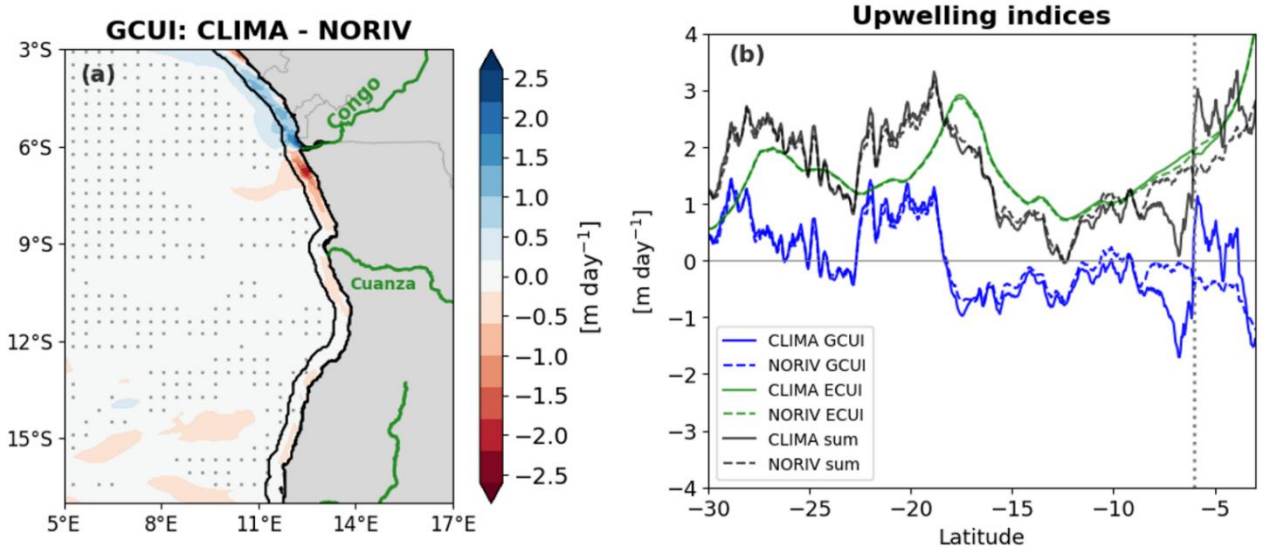 GCUI: CLIMA - NORIV
(a)
3°S
6°S
9°S
12°S
15°S
5°E
8°E
11°E
14°E
17°E
Congo
Cuanza
2.5
2.0
1.5
1.0
0.5
0.0
−0.5
−1.0
−1.5
−2.0
−2.5
[m day⁻¹]
Upwelling indices
(b)
[m day⁻¹]
4
3
2
1
0
−1
−2
−3
−4
CLIMA GCUI
NORIV GCUI
CLIMA ECUI
NORIV ECUI
CLIMA sum
NORIV sum
−30
−25
−20
−15
−10
−5
Latitude